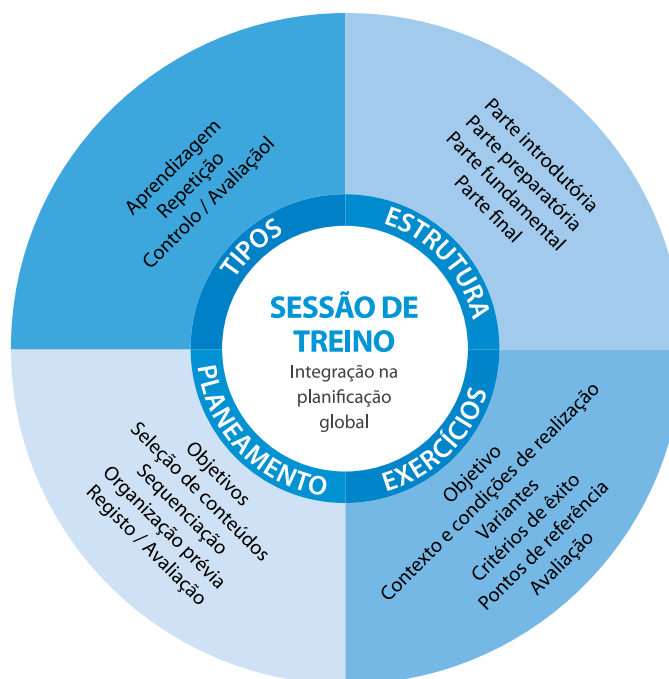 Aprendizagem
Repetição
Controlo / Avaliaçãol
TIPOS
Parte introdutória
Parte preparatória
Parte fundamental
Parte final
ESTRUTURA
SESSÃO DE
TREINO
Integração na
planificação
global
PLANEAMENTO
Objetivos
Seleção de conteúdos
Sequenciação
Organização prévia
Registo / Avaliação
EXERCÍCIOS
Objetivo
Contexto e condições de realização
Variantes
Critérios de êxito
Pontos de referência
Avaliação